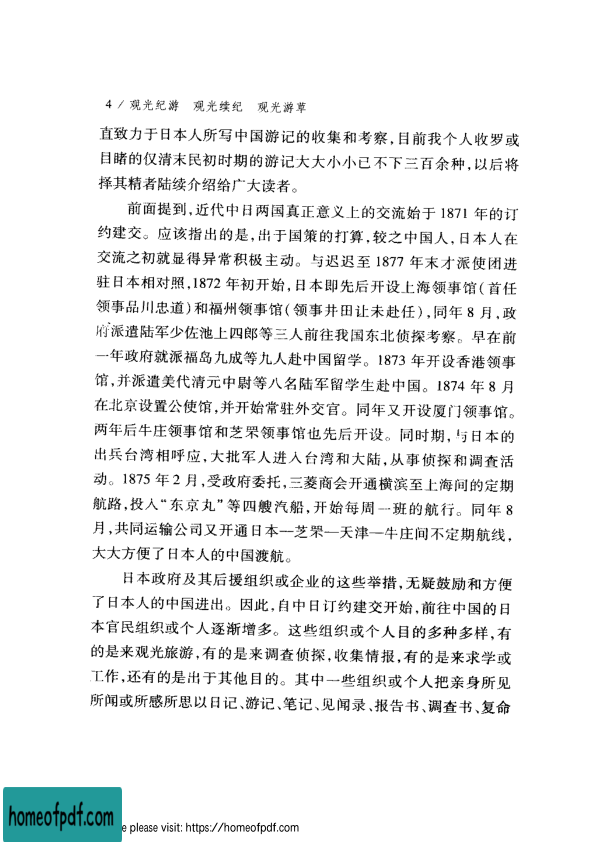 4 / 观光纪游 观光续纪 观光游草
直致力于日本人所写中国游记的收集和考察,目前我个人收罗或
目睹的仅清末民初时期的游记大大小小已不下三百余种,以后将
择其精者陆续介绍给广大读者。
前面提到,近代中日两国真正意义上的交流始于 1871 年的订
约建交。应该指出的是,出于国策的打算,较之中国人,日本人在
交流之初就显得异常积极主动。与迟迟至 1877 年末才派使团进
驻日本相对照,1872 年初开始,日本即先后开设上海领事馆(首任
领事品川忠道)和福州领事馆(领事井田让未赴任),同年 8 月,政
府派遣陆军少佐池上四郎等三人前往我国东北侦探考察。早在前
一年政府就派福岛九成等九人赴中国留学。1873 年开设香港领事
馆,并派遣美代清元中尉等八名陆军留学生赴中国。1874 年 8 月
在北京设置公使馆,并开始常驻外交官。同年又开设厦门领事馆。
两年后牛庄领事馆和芝罘领事馆也先后开设。同时期,与日本的
出兵台湾相呼应,大批军人进入台湾和大陆,从事侦探和调查活
动。1875 年 2 月,受政府委托,三菱商会开通横滨至上海间的定期
航路,投入“东京丸”等四艘汽船,开始每周一班的航行。同年 8
月,共同运输公司又开通日本—芝罘—天津—牛庄间不定期航线,
大大方便了日本人的中国渡航。
日本政府及其后援组织或企业的这些举措,无疑鼓励和方便
了日本人的中国进出。因此,自中日订约建交开始,前往中国的日
本官民组织或个人逐渐增多。这些组织或个人目的多种多样,有
的是来观光旅游,有的是来调查侦探,收集情报,有的是来求学或
工作,还有的是出于其他目的。其中一些组织或个人把亲身所见
所闻或所感所思以日记、游记、笔记、见闻录、报告书、调查书、复命
homeofpdf.com
please visit: https://homeofpdf.com